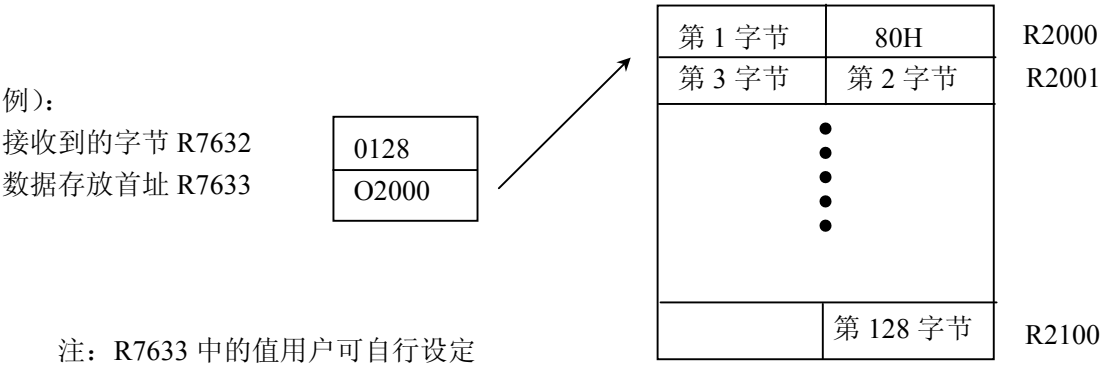 第 1 字节 80H R2000
第 3 字节 第 2 字节 R2001
例）：
接收到的字节 R7632 0128
数据存放首址 R7633 O2000
第 128 字节 R2100
注：R7633 中的值用户可自行设定